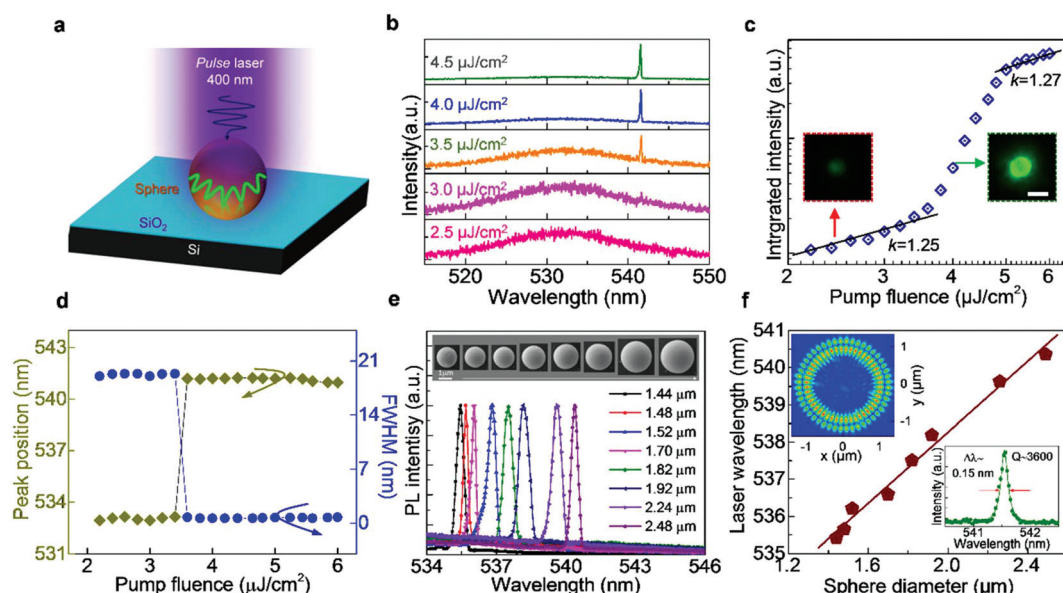 a
Pulse laser
400 nm
Sphere
SiO2
Si
b
4.5 μJ/cm2
4.0 μJ/cm2
3.5 μJ/cm2
3.0 μJ/cm2
2.5 μJ/cm2
Intensity(a.u.)
520 530 540 550
Wavelength (nm)
c
Intrgrated intensity (a.u.)
k=1.27
k=1.25
2 3 4 5 6
Pump fluence (μJ/cm2)
d
Peak position(nm)
543
540
537
534
531
21
14
7
0
FWHM (nm)
2 3 4 5 6
Pump fluence (μJ/cm2)
e
PL intentisy (a.u.)
1μm
1.44 μm
1.48 μm
1.52 μm
1.70 μm
1.82 μm
1.92 μm
2.24 μm
2.48 μm
534 537 540 543 546
Wavelength (nm)
f
Laser wavelength (nm)
541
540
539
538
537
536
535
1
0
-1
y (μm)
-1 0 1
x (μm)
Δλ~
0.15 nm
Q~3600
Intensity (a.u.)
541 542
Wavelength (nm)
1.2 1.6 2.0 2.4
Sphere diameter (μm)